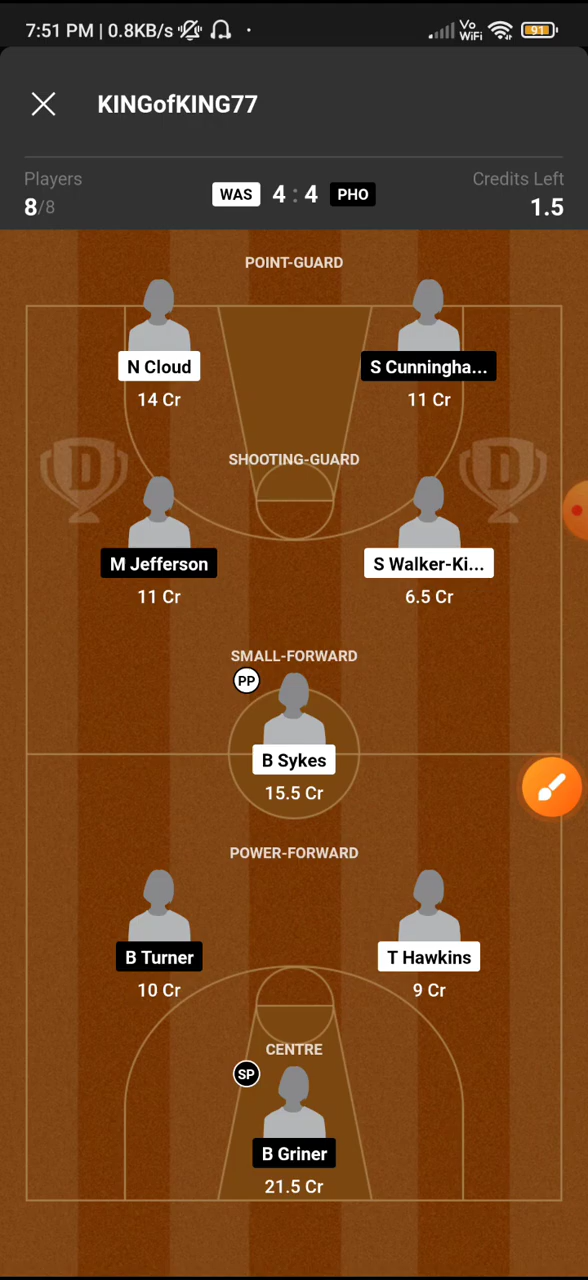 7:51 PM | 0.8KB/s
Vo
WiFi
91
KINGofKING77
Players
Credits Left
8/8
WAS 4 : 4 PHO
1.5
POINT-GUARD
N Cloud
S Cunningha...
14 Cr
11 Cr
D
D
SHOOTING-GUARD
M Jefferson
S Walker-Ki...
11 Cr
6.5 Cr
SMALL-FORWARD
PP
B Sykes
15.5 Cr
POWER-FORWARD
B Turner
T Hawkins
10 Cr
9 Cr
CENTRE
SP
B Griner
21.5 Cr